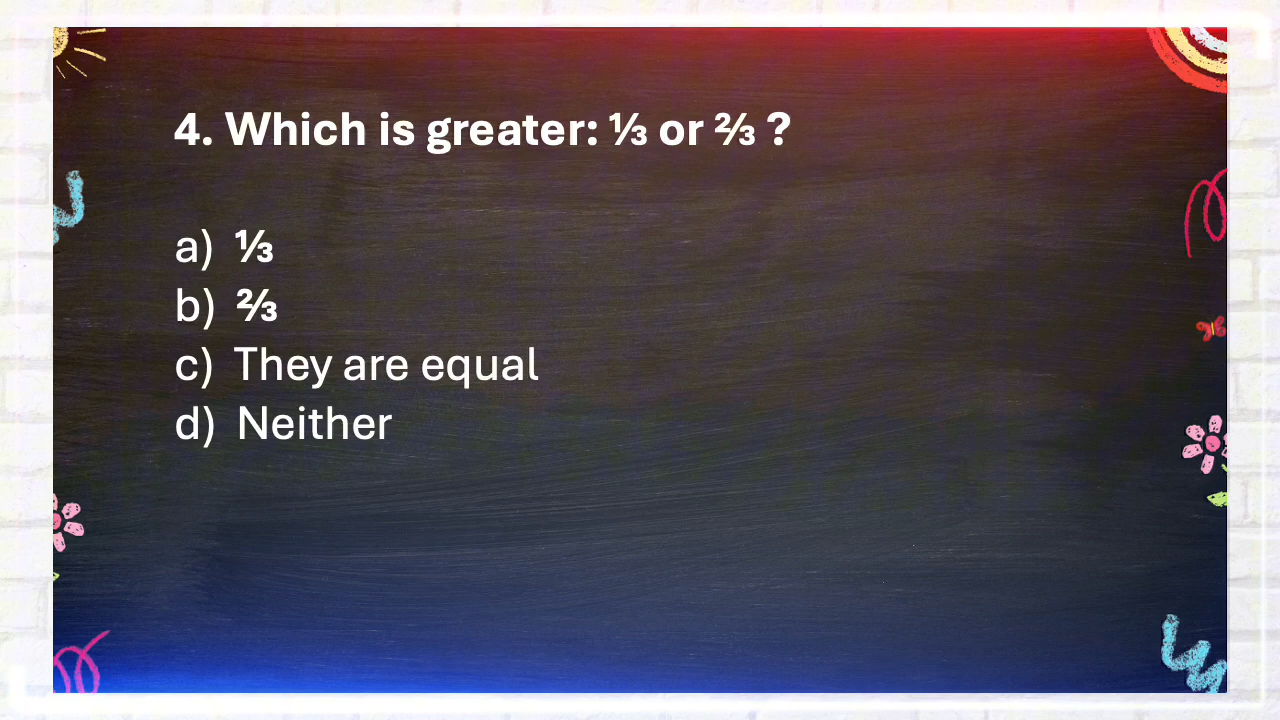 4. Which is greater: ⅓ or ⅔ ?
a) ⅓
b) ⅔
c) They are equal
d) Neither